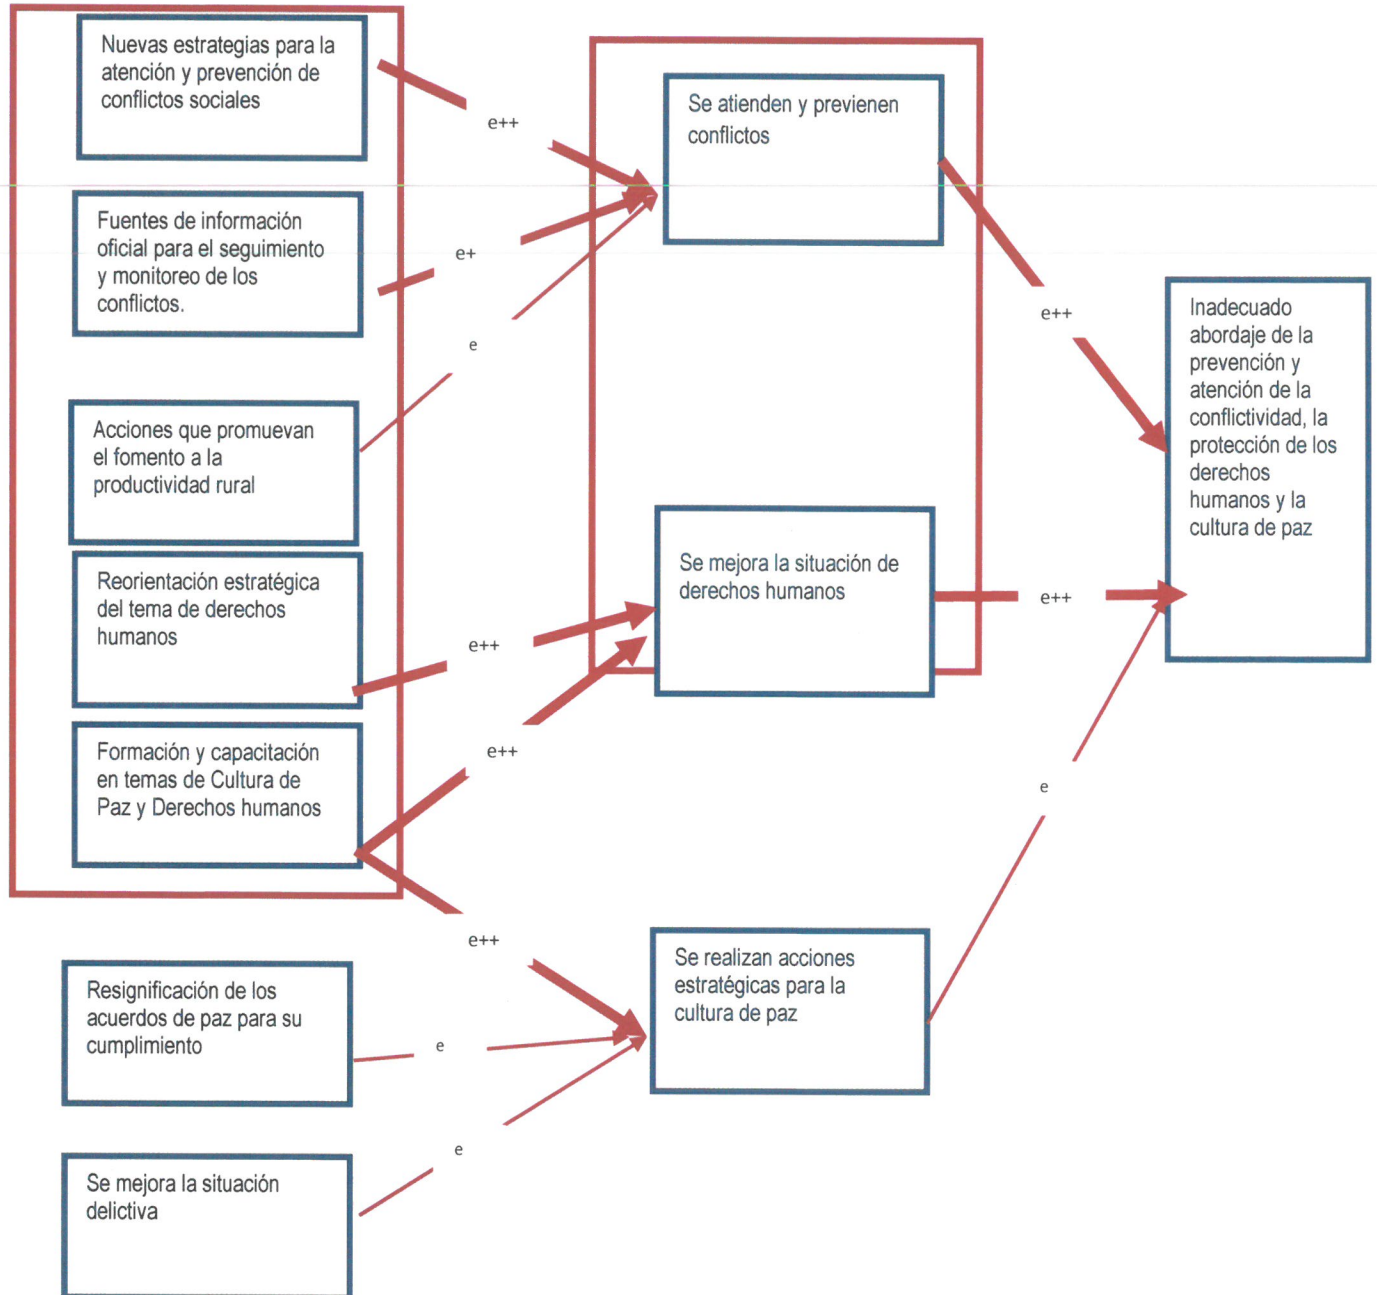 Nuevas estrategias para la
atención y prevención de
conflictos sociales
e++
Fuentes de información
oficial para el seguimiento
y monitoreo de los
conflictos.
e+
e
Acciones que promuevan
el fomento a la
productividad rural
Reorientación estratégica
del tema de derechos
humanos
e++
Formación y capacitación
en temas de Cultura de
Paz y Derechos humanos
e++
e++
Resignificación de los
acuerdos de paz para su
cumplimiento
e
Se mejora la situación
delictiva
e
Se atienden y previenen
conflictos
e++
Se mejora la situación de
derechos humanos
e++
Se realizan acciones
estratégicas para la
cultura de paz
e
Inadecuado
abordaje de la
prevención y
atención de la
conflictividad, la
protección de los
derechos
humanos y la
cultura de paz